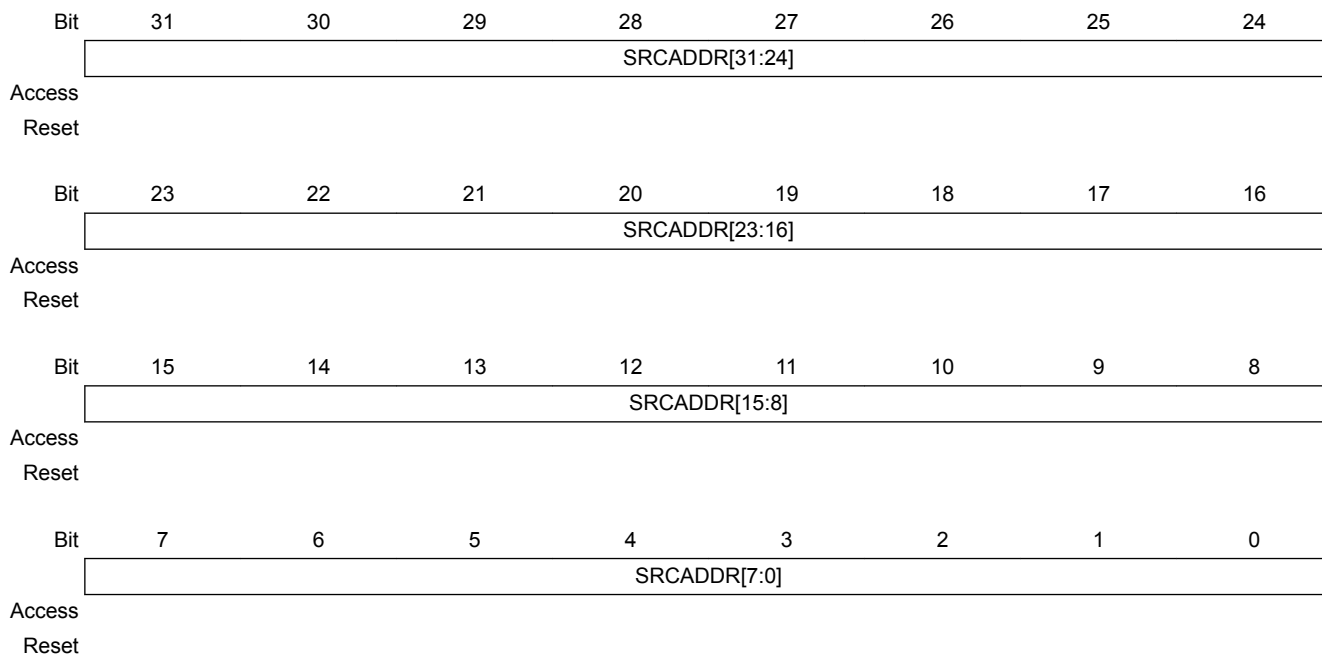 Bit 31 30 29 28 27 26 25 24
SRCADDR[31:24]
Access
Reset
Bit 23 22 21 20 19 18 17 16
SRCADDR[23:16]
Access
Reset
Bit 15 14 13 12 11 10 9 8
SRCADDR[15:8]
Access
Reset
Bit 7 6 5 4 3 2 1 0
SRCADDR[7:0]
Access
Reset